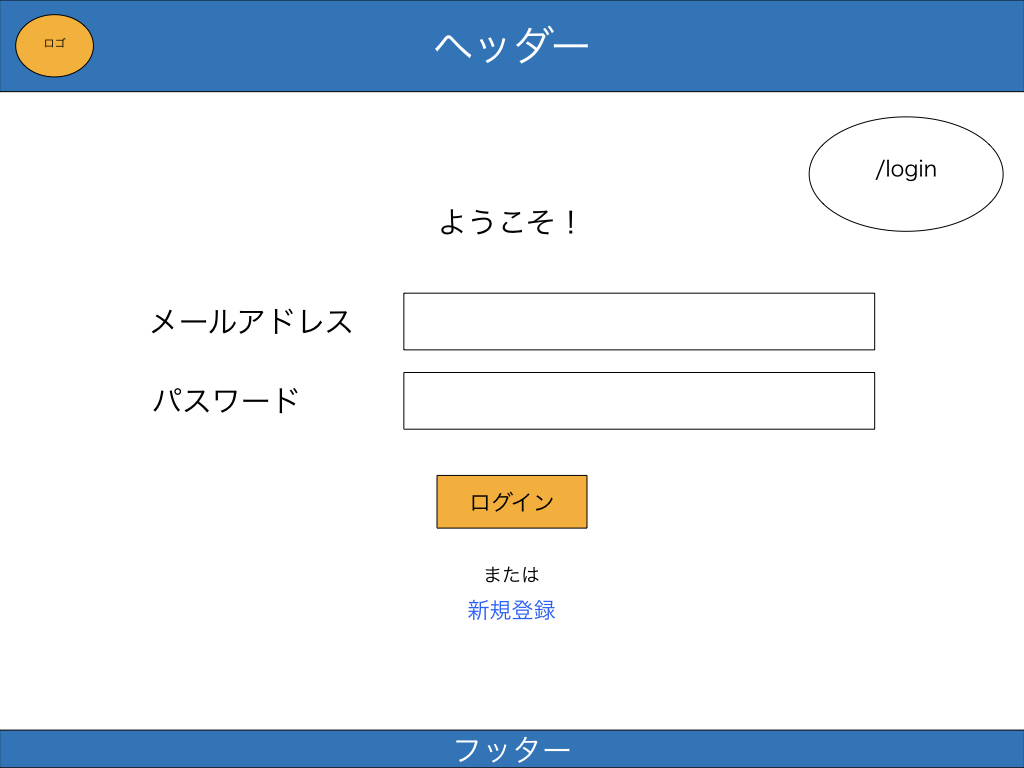 ロゴ
ヘッダー
/login
ようこそ！
メールアドレス
パスワード
ログイン
または
新規登録
フッター